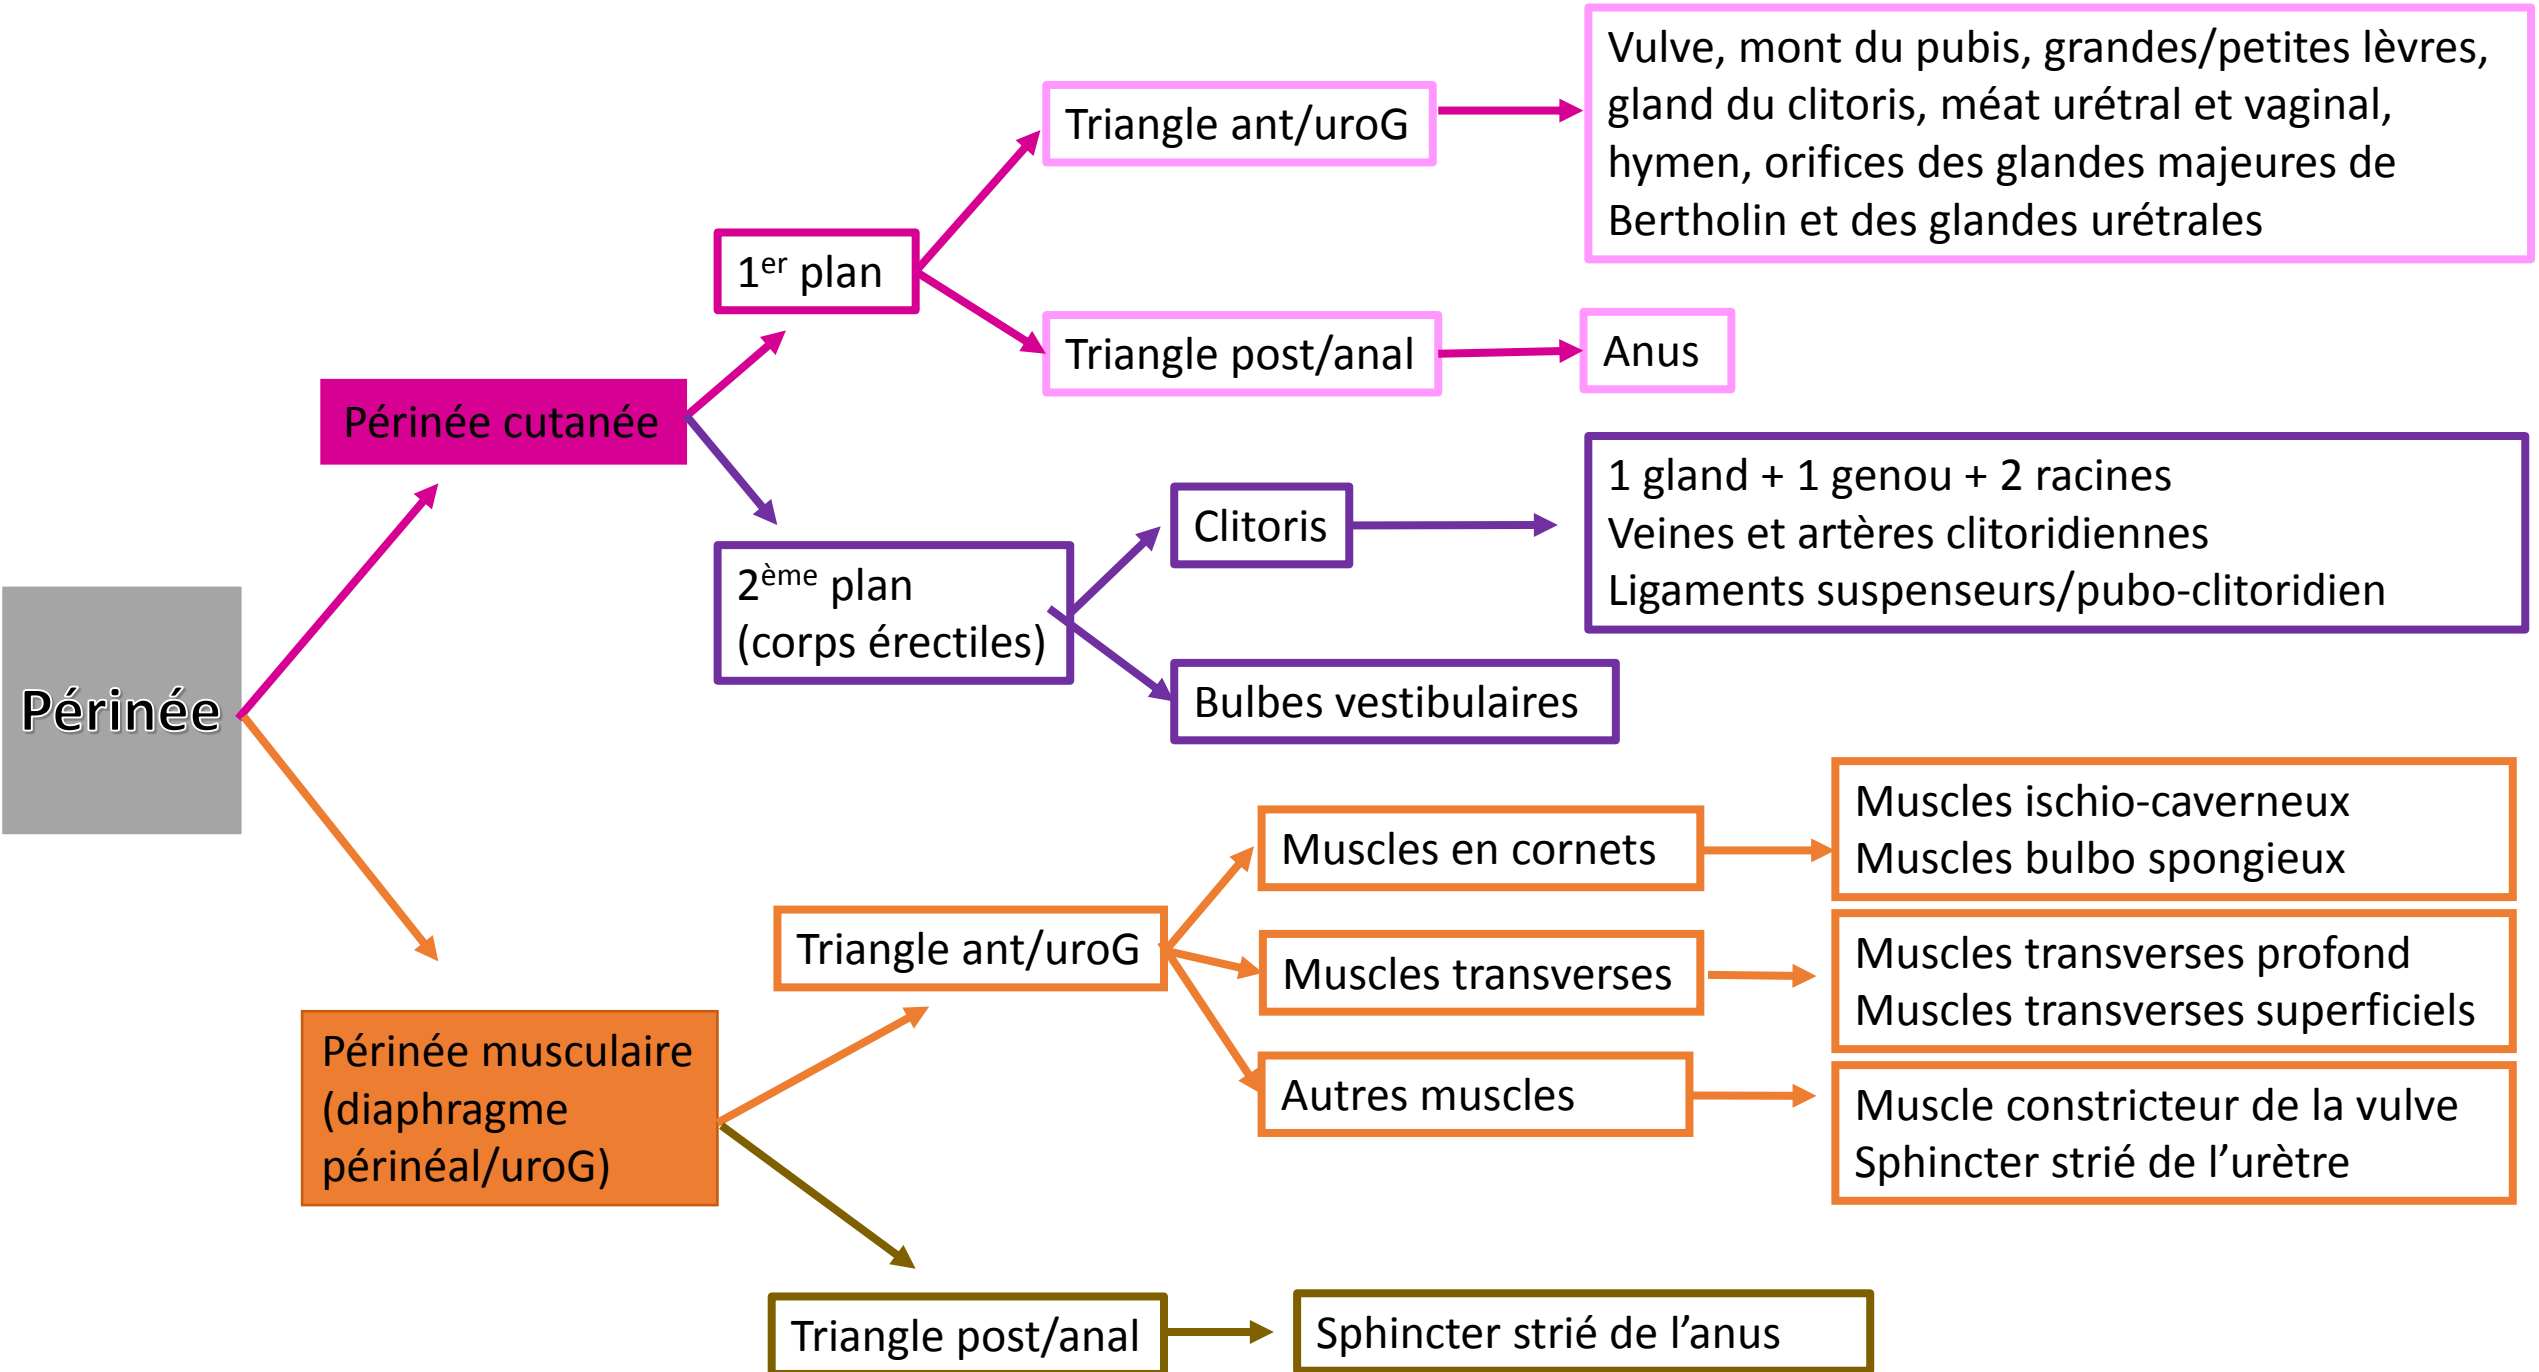 Vulve, mont du pubis, grandes/petites lèvres,
gland du clitoris, méat urétral et vaginal,
hymen, orifices des glandes majeures de
Bertholin et des glandes urétrales
Triangle ant/uroG
1er plan
Triangle post/anal
Anus
Périnée cutanée
1 gland + 1 genou + 2 racines
Veines et artères clitoridiennes
Ligaments suspenseurs/pubo-clitoridien
Clitoris
2ème plan
(corps érectiles)
Bulbes vestibulaires
Périnée
Muscles en cornets
Muscles ischio-caverneux
Muscles bulbo spongieux
Triangle ant/uroG
Muscles transverses
Muscles transverses profond
Muscles transverses superficiels
Périnée musculaire
(diaphragme
périnéal/uroG)
Autres muscles
Muscle constricteur de la vulve
Sphincter strié de l’urètre
Triangle post/anal
Sphincter strié de l’anus